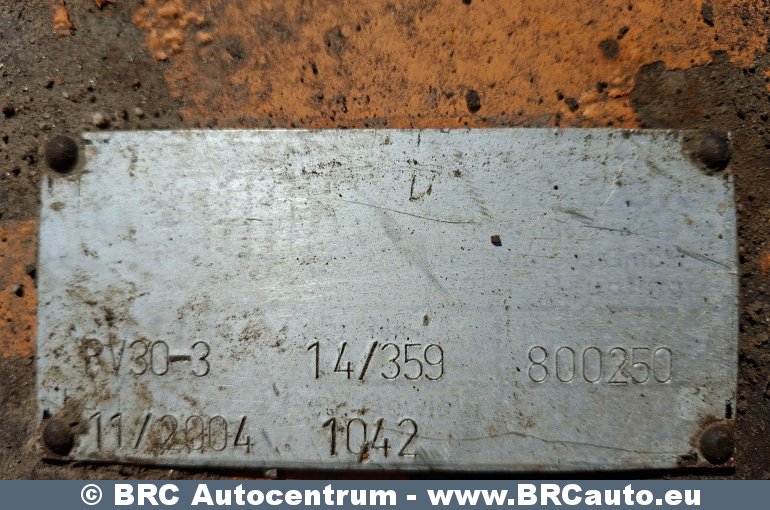 RV30-3 14/359 800250
11/2004 1042
© BRC Autocentrum - www.BRCauto.eu